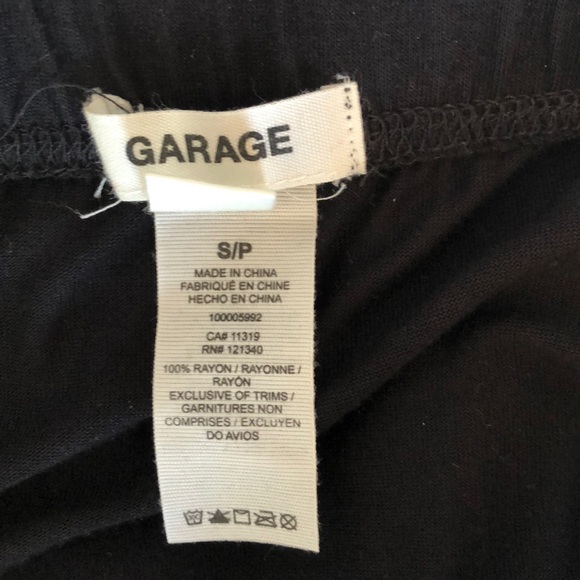 GARAGE
S/P
MADE IN CHINA
FABRIQUÉ EN CHINE
HECHO EN CHINA
100005992
CA# 11319
RN# 121340
100% RAYON / RAYONNE /
RAYÓN
EXCLUSIVE OF TRIMS /
GARNITURES NON
COMPRISES / EXCLUYEN
DO AVIOS